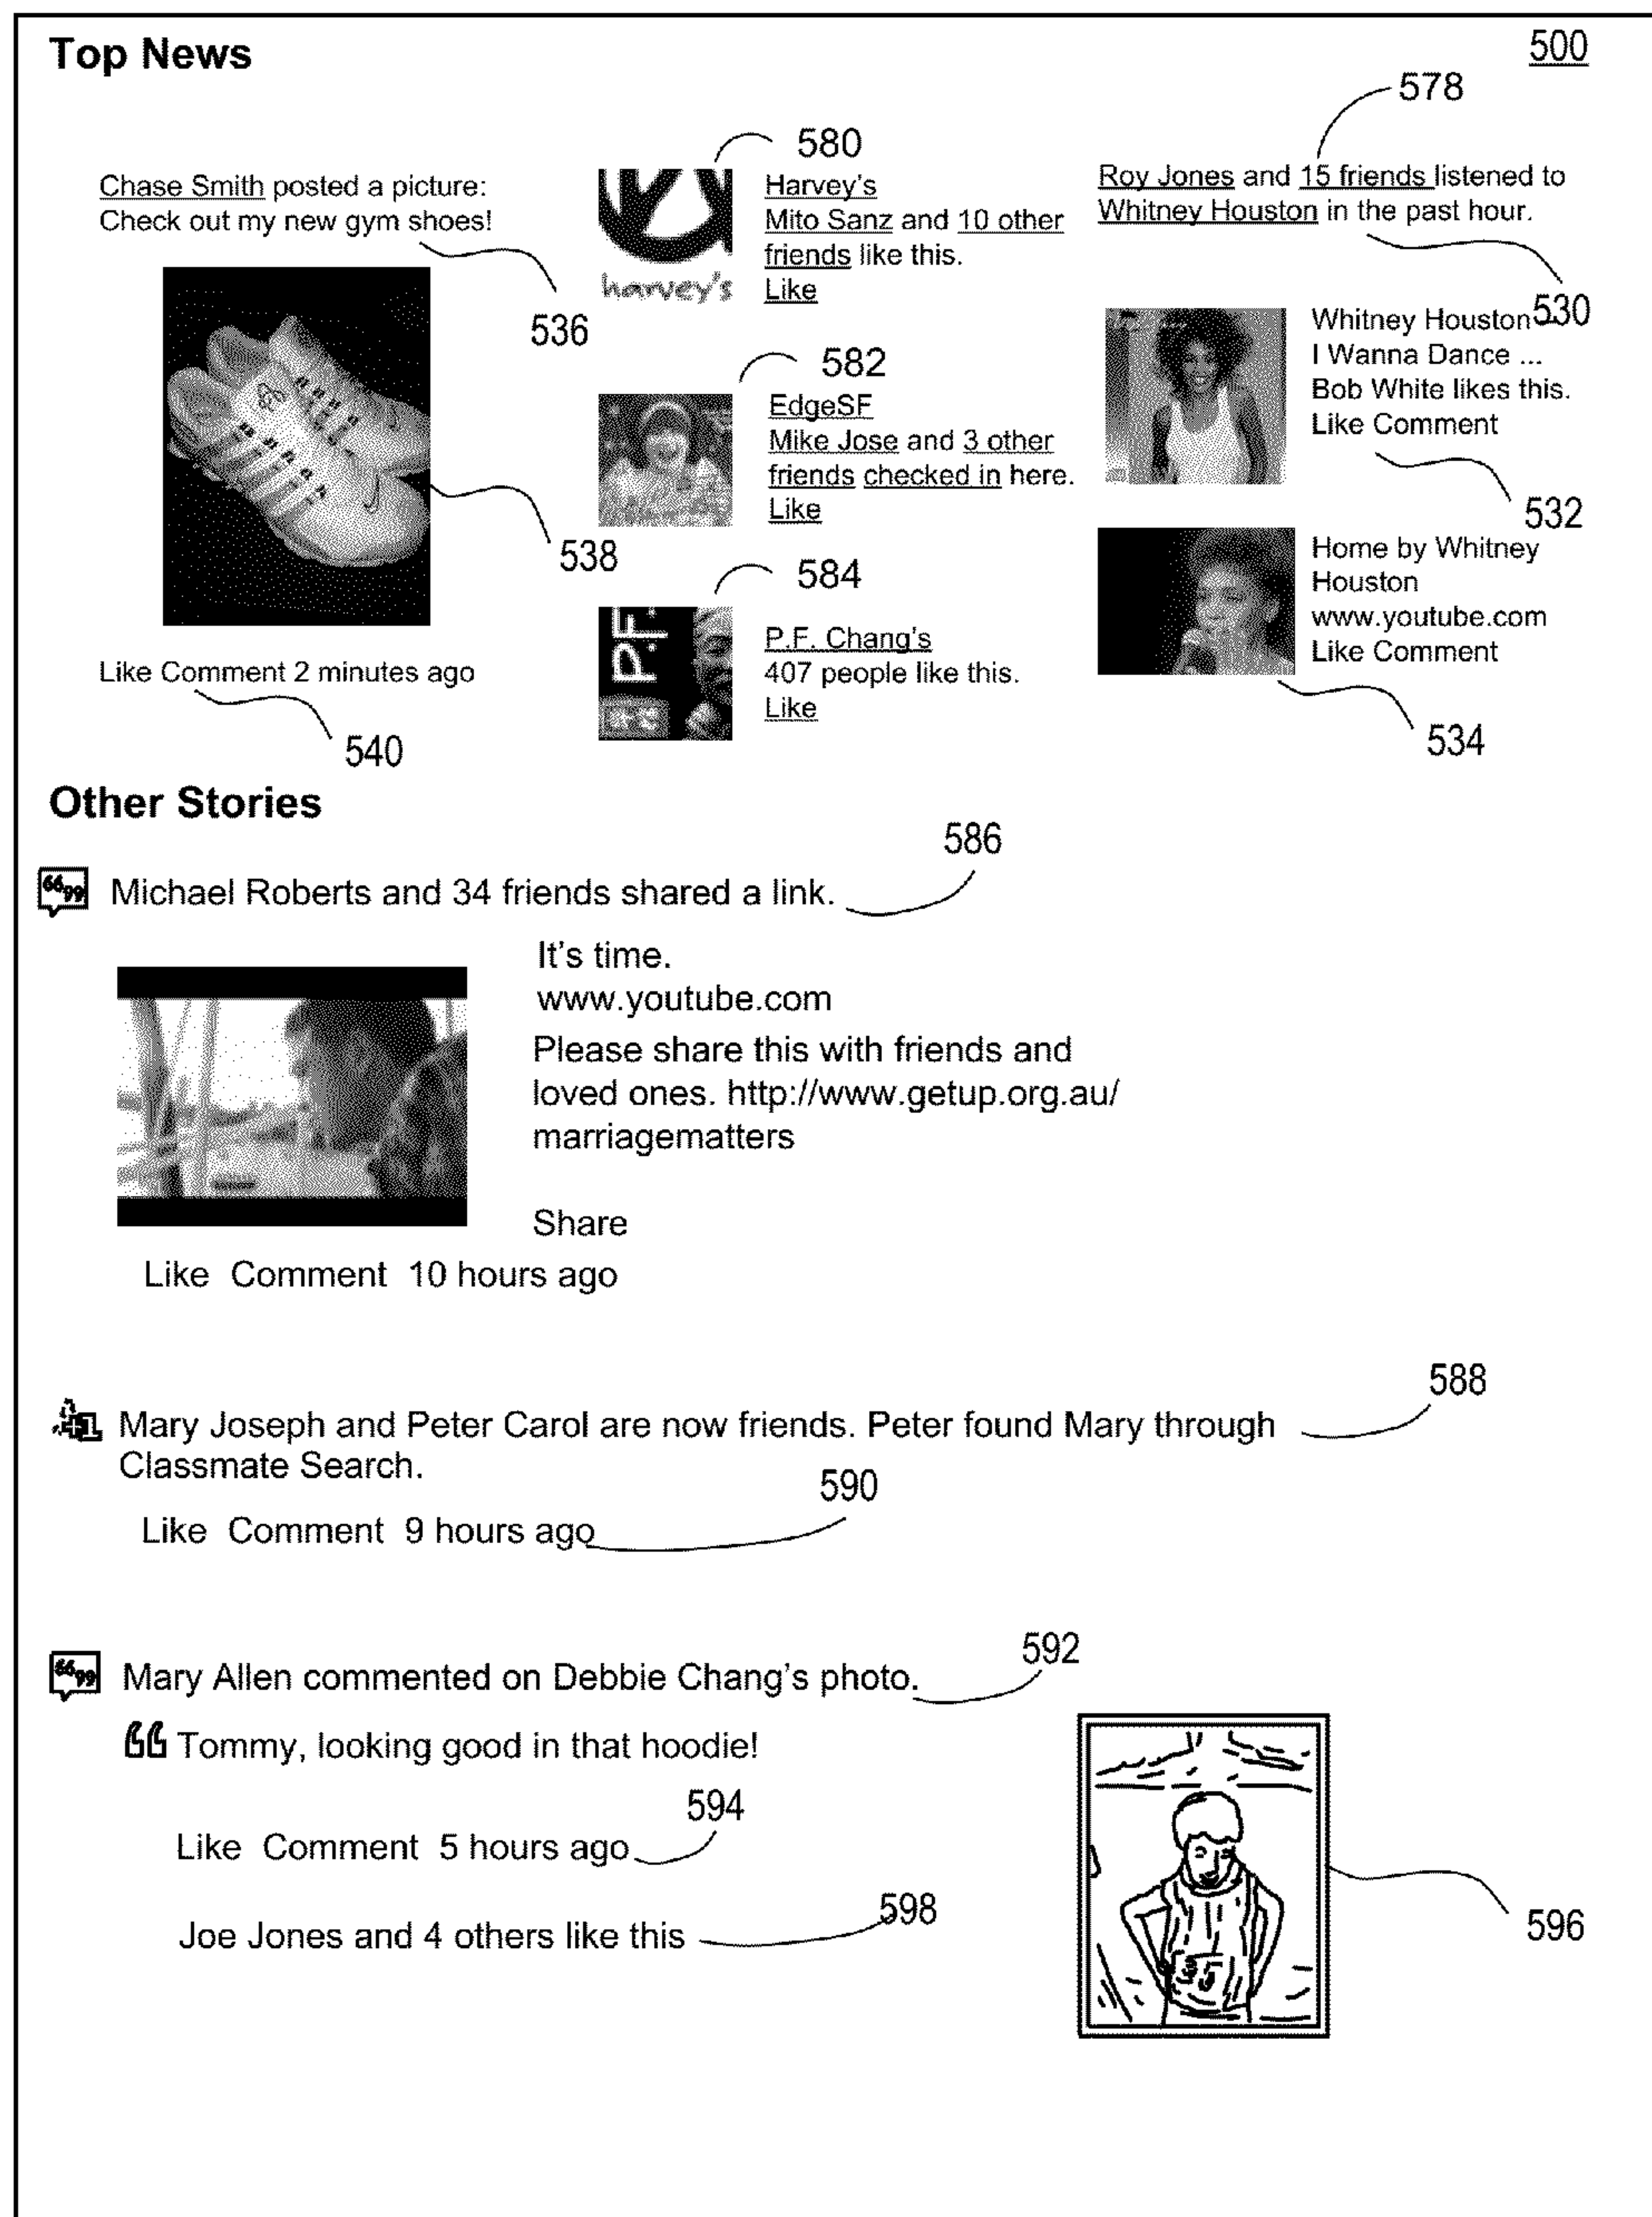 Top News
500
578
Chase Smith posted a picture:
Check out my new gym shoes!
536
538
Like Comment 2 minutes ago
540
580
harvey's
Harvey's
Mito Sanz and 10 other
friends like this.
Like
582
EdgeSF
Mike Jose and 3 other
friends checked in here.
Like
584
P.F.
P.F. Chang's
407 people like this.
Like
Roy Jones and 15 friends listened to
Whitney Houston in the past hour.
530
Whitney Houston -
I Wanna Dance ...
Bob White likes this.
Like Comment
532
Home by Whitney
Houston
www.youtube.com
Like Comment
534
Other Stories
586
Michael Roberts and 34 friends shared a link.
It's time.
www.youtube.com
Please share this with friends and
loved ones. http://www.getup.org.au/
marriagematters
Share
Like Comment 10 hours ago
588
Mary Joseph and Peter Carol are now friends. Peter found Mary through
Classmate Search.
590
Like Comment 9 hours ago
592
Mary Allen commented on Debbie Chang's photo.
“ Tommy, looking good in that hoodie!
594
Like Comment 5 hours ago
598
Joe Jones and 4 others like this
596